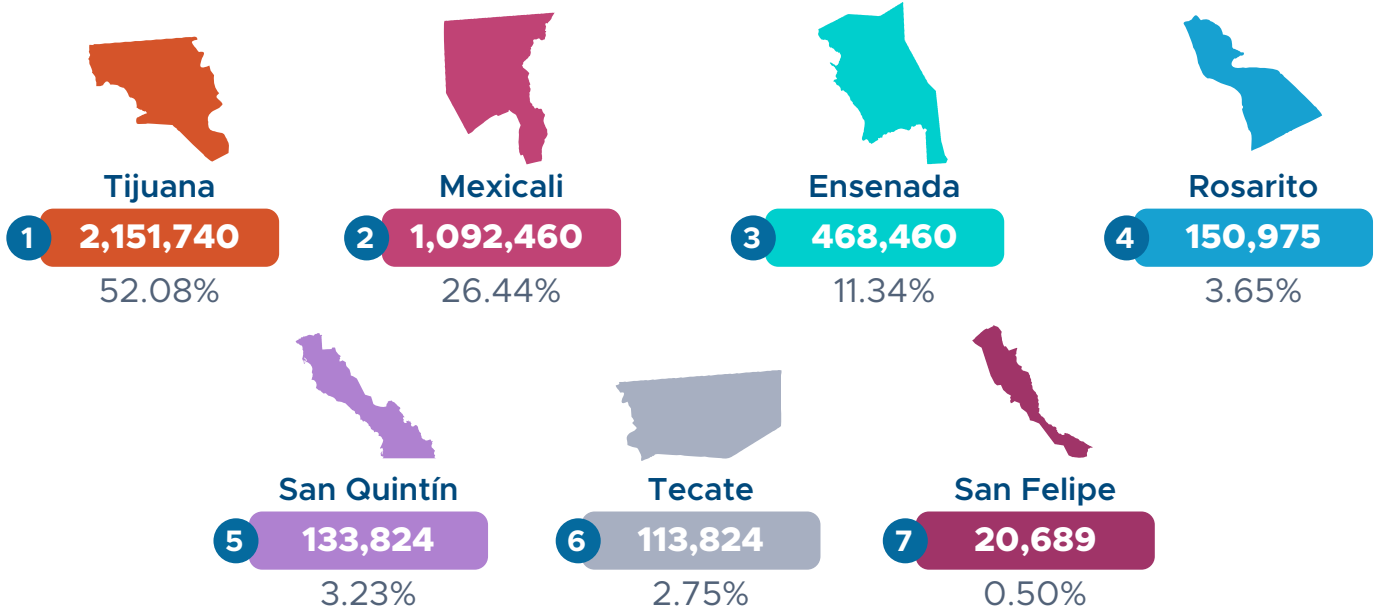 Tijuana
1 2,151,740
52.08%
Mexicali
2 1,092,460
26.44%
Ensenada
3 468,460
11.34%
Rosarito
4 150,975
3.65%
San Quintín
5 133,824
3.23%
Tecate
6 113,824
2.75%
San Felipe
7 20,689
0.50%